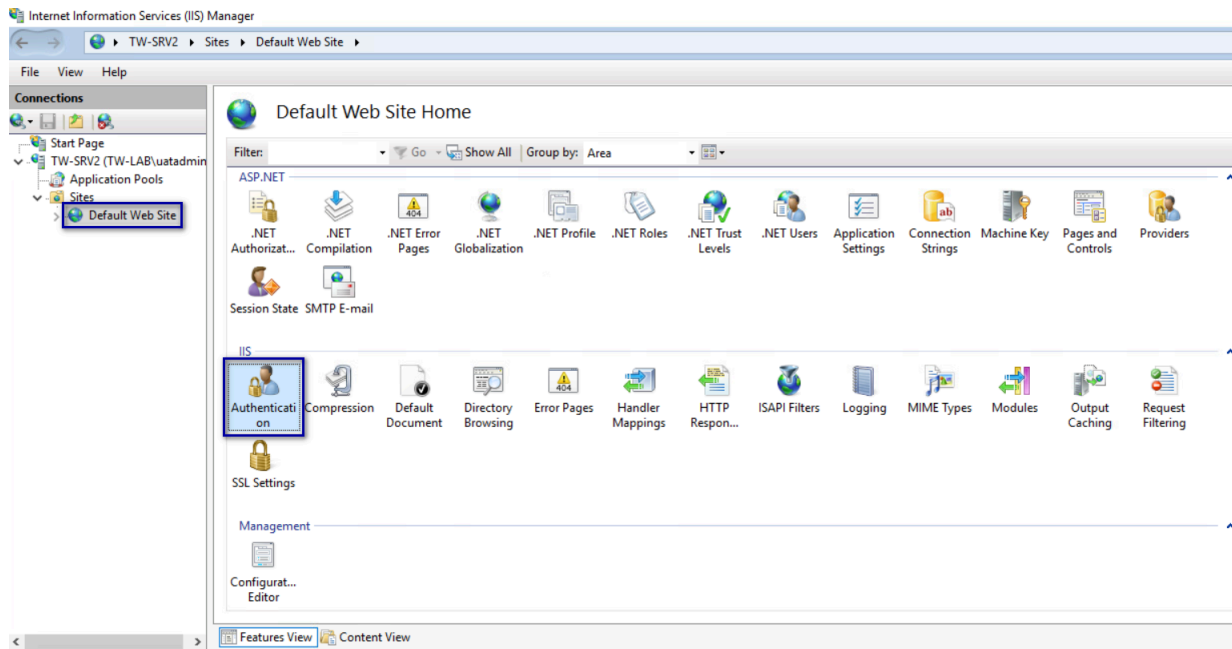 Internet Information Services (IIS) Manager
TW-SRV2 Sites Default Web Site
File View Help
Connections
Start Page
TW-SRV2 (TW-LAB\uatadmin
Application Pools
Sites
Default Web Site
Default Web Site Home
Filter: Go Show All Group by: Area
ASP.NET
.NET Authorizat...
.NET Compilation
.NET Error Pages
.NET Globalization
.NET Profile
.NET Roles
.NET Trust Levels
.NET Users
Application Settings
Connection Strings
Machine Key
Pages and Controls
Providers
Session State
SMTP E-mail
IIS
Authenticati on
Compression
Default Document
Directory Browsing
Error Pages
Handler Mappings
HTTP Respon...
ISAPI Filters
Logging
MIME Types
Modules
Output Caching
Request Filtering
SSL Settings
Management
Configurat... Editor
Features View Content View